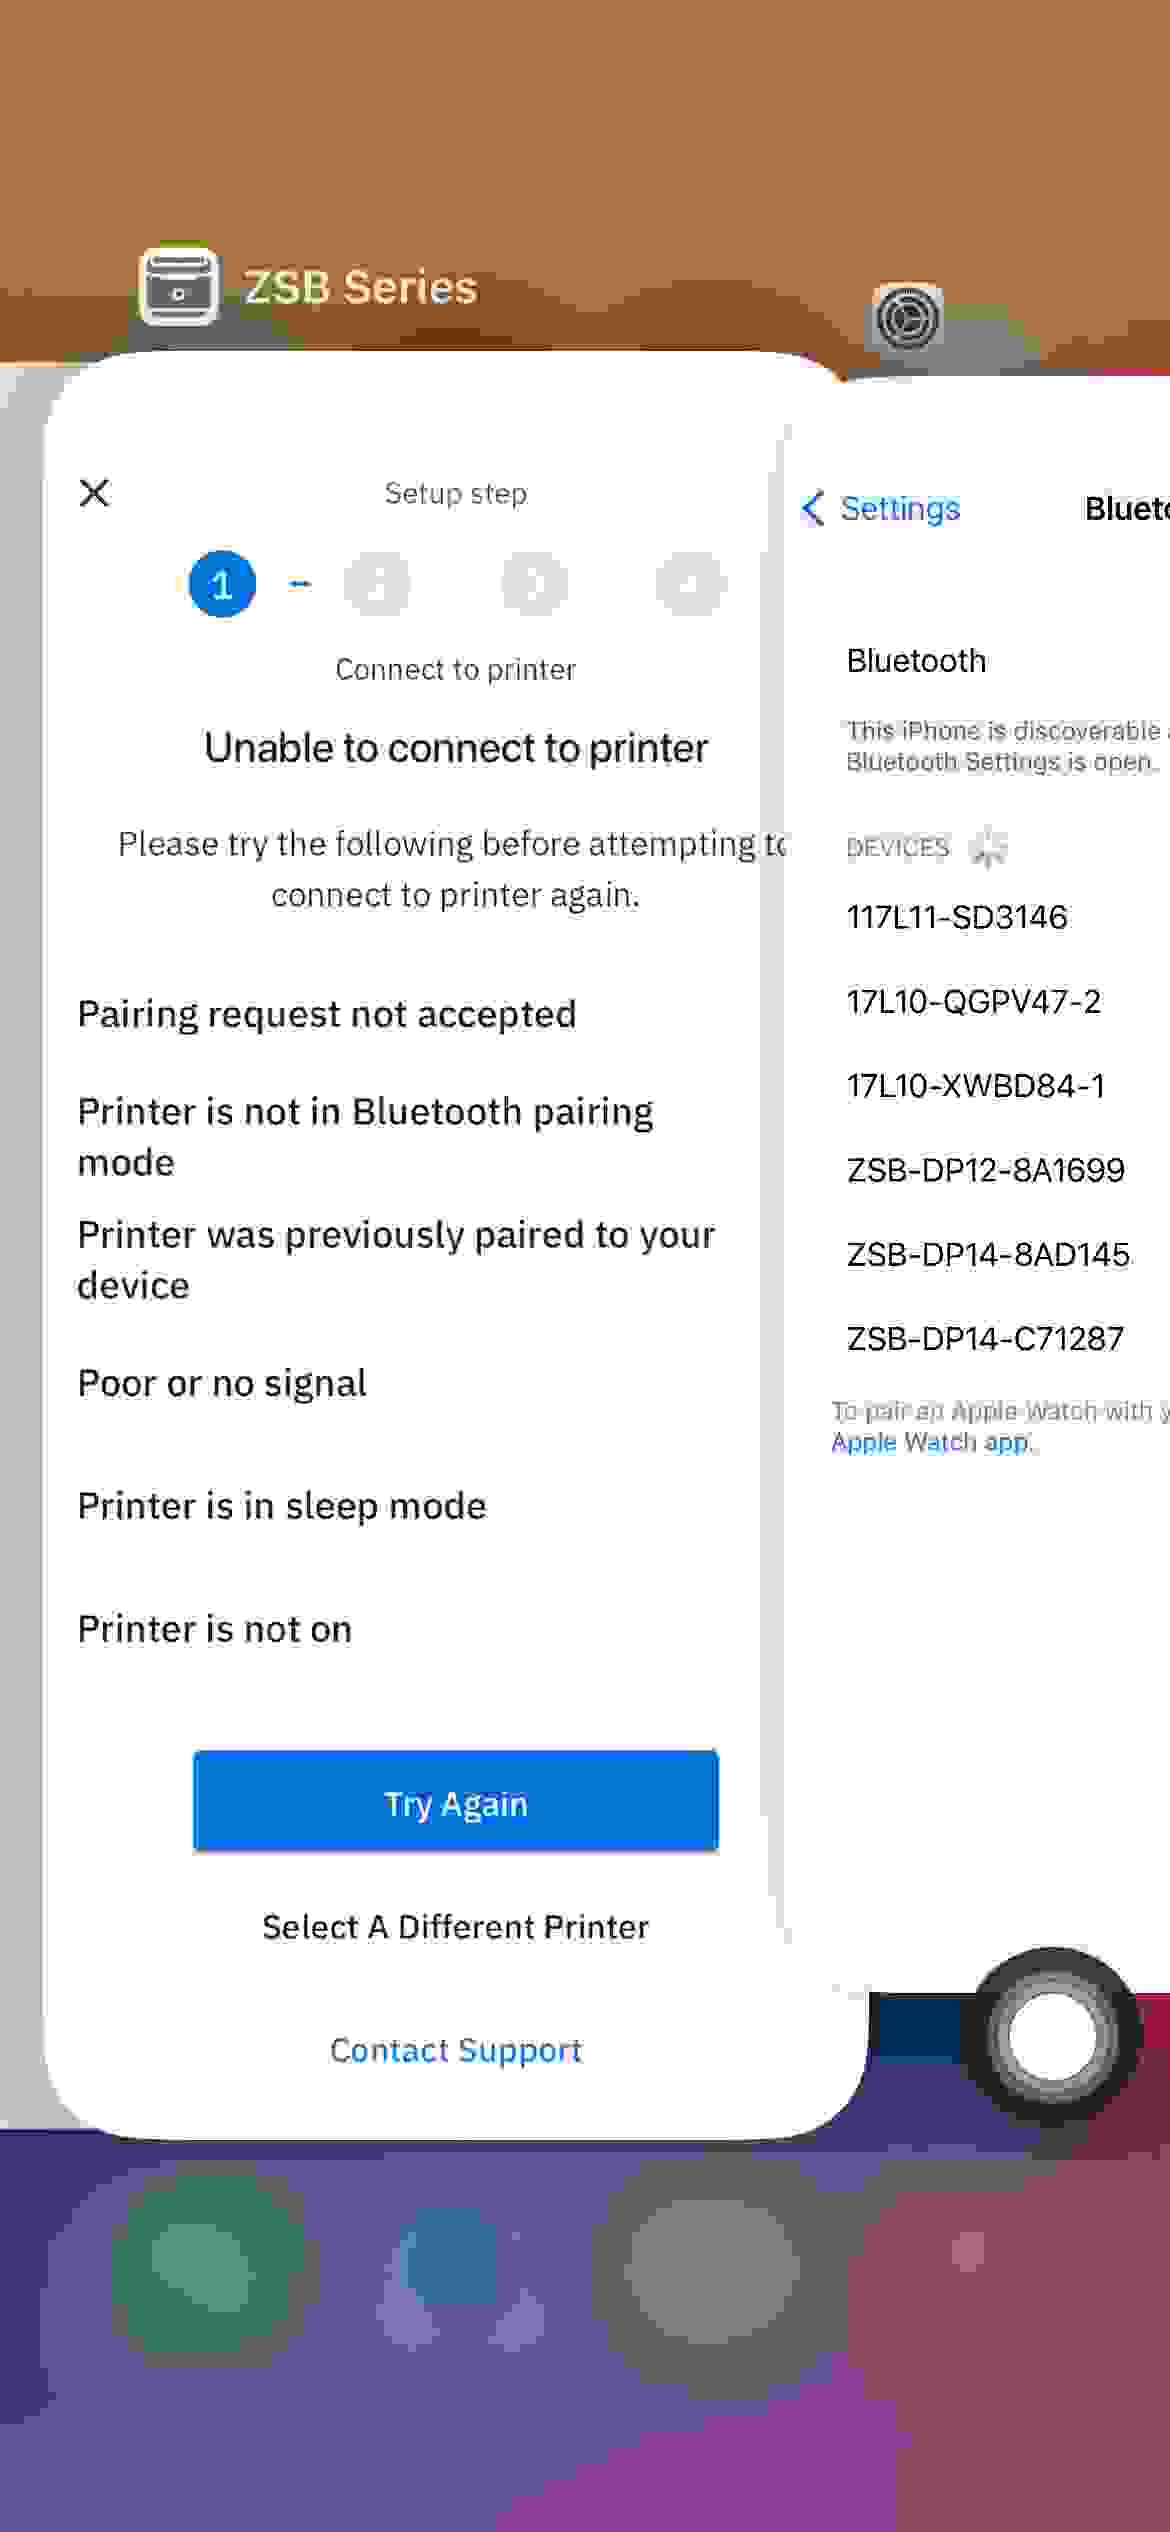 ZSB Series
Setup step
1
Connect to printer
Unable to connect to printer
Please try the following before attempting to
connect to printer again.
Pairing request not accepted
Printer is not in Bluetooth pairing
mode
Printer was previously paired to your
device
Poor or no signal
Printer is in sleep mode
Printer is not on
Try Again
Select A Different Printer
Contact Support
Settings
Blueto
Bluetooth
This iPhone is discoverable
Bluetooth Settings is open.
DEVICES
117L11-SD3146
17L10-QGPV47-2
17L10-XWBD84-1
ZSB-DP12-8A1699
ZSB-DP14-8AD145
ZSB-DP14-C71287
To pair an Apple Watch with y
Apple Watch app.